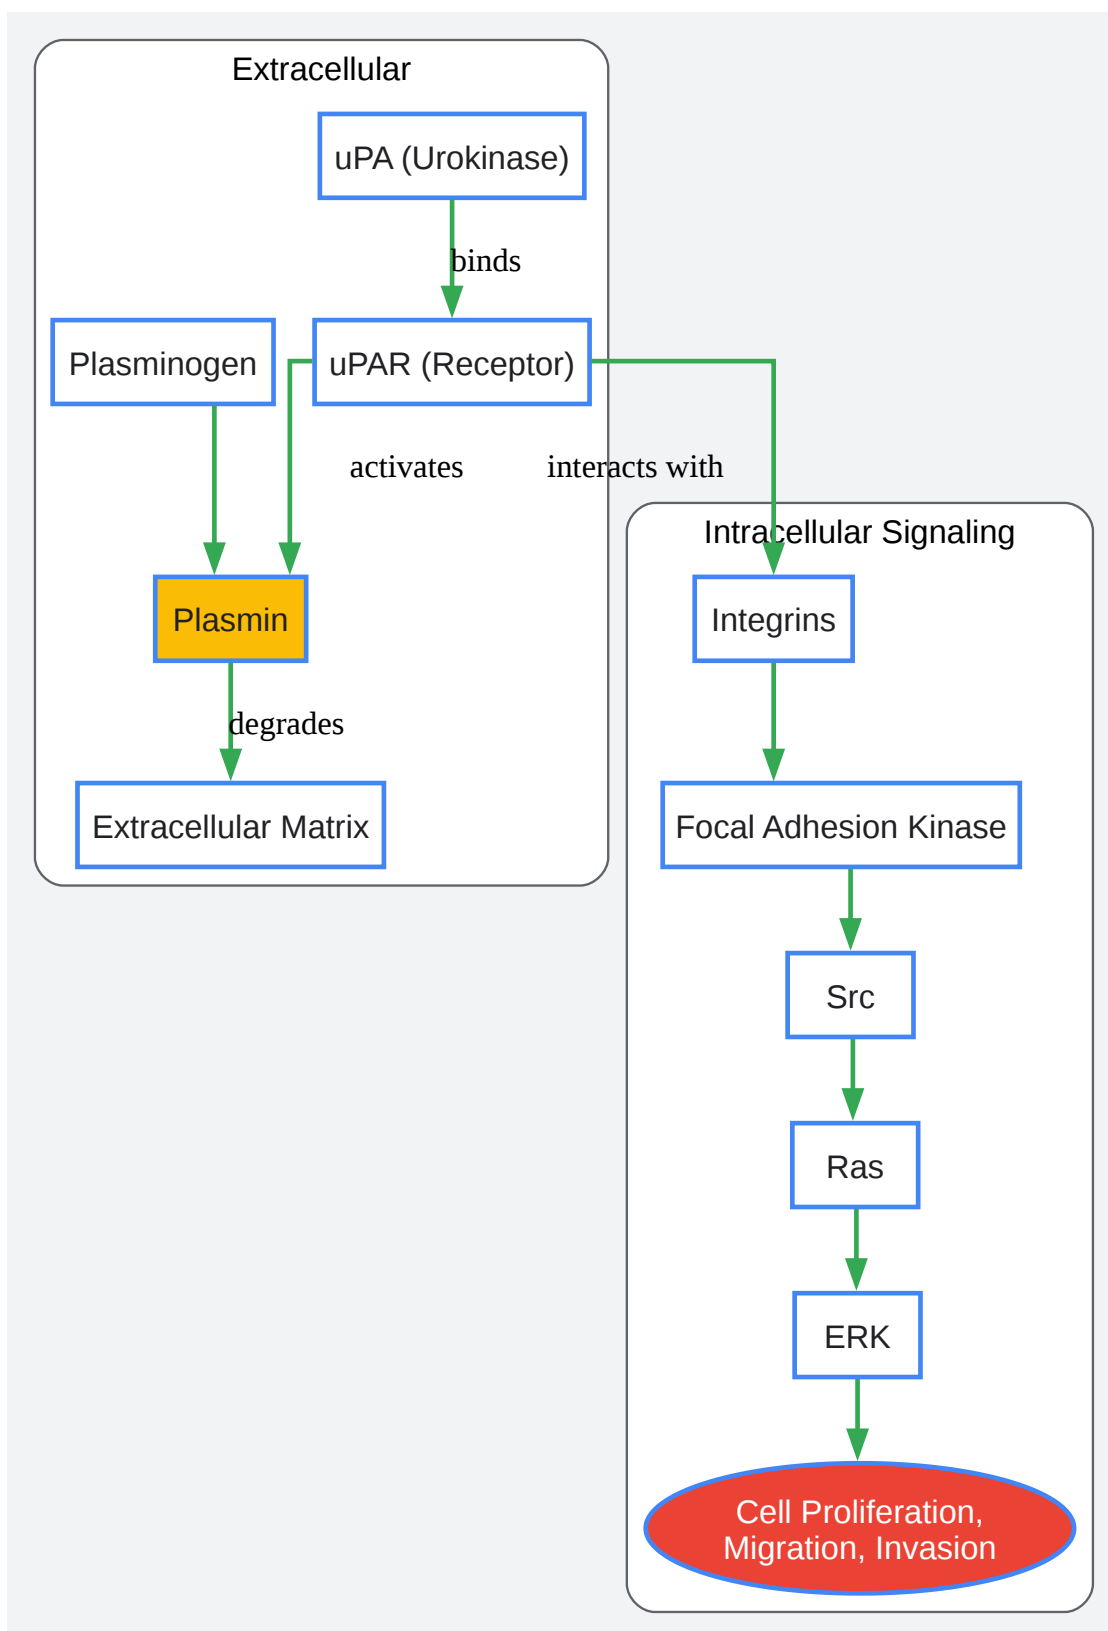 Extracellular
uPA (Urokinase)
binds
Plasminogen
uPAR (Receptor)
activates
interacts with
Intracellular Signaling
Plasmin
Integrins
degrades
Extracellular Matrix
Focal Adhesion Kinase
Src
Ras
ERK
Cell Proliferation,
Migration, Invasion